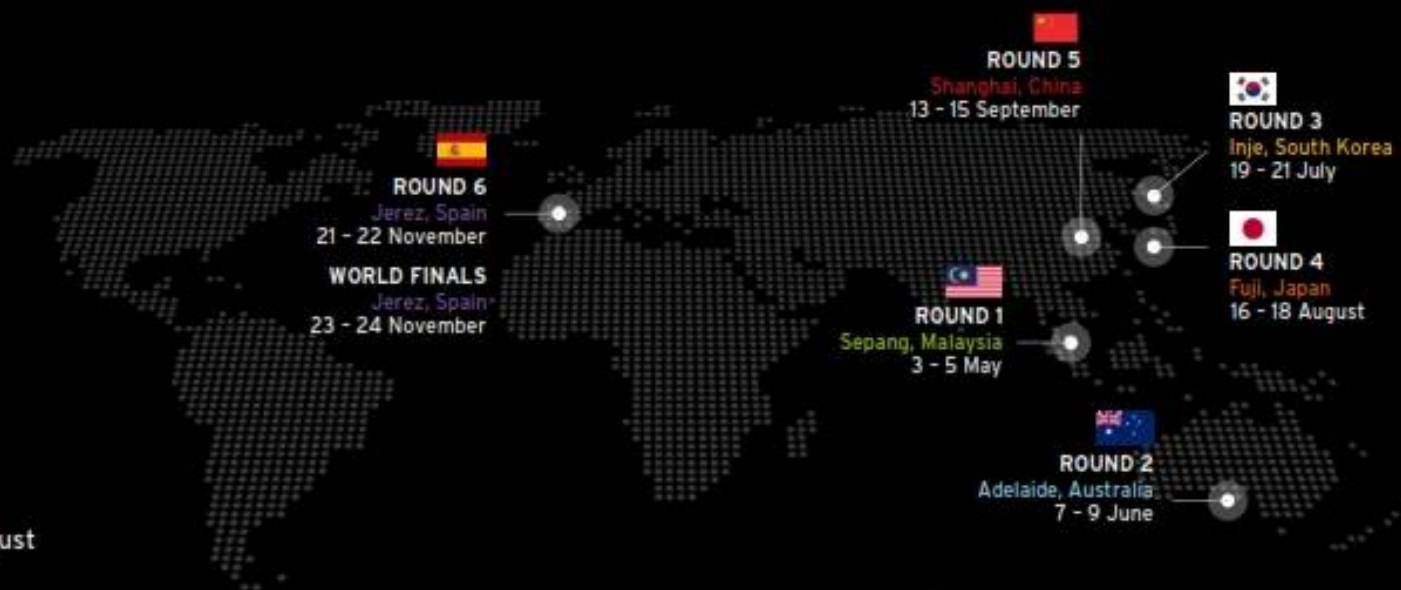 ROUND 5
Shanghai, China
13 - 15 September
ROUND 3
Inje, South Korea
19 - 21 July
ROUND 6
Jerez, Spain
21 - 22 November
WORLD FINALS
Jerez, Spain
23 - 24 November
ROUND 4
Fuji, Japan
16 - 18 August
ROUND 1
Sepang, Malaysia
3 - 5 May
ROUND 2
Adelaide, Australia
7 - 9 June
ust